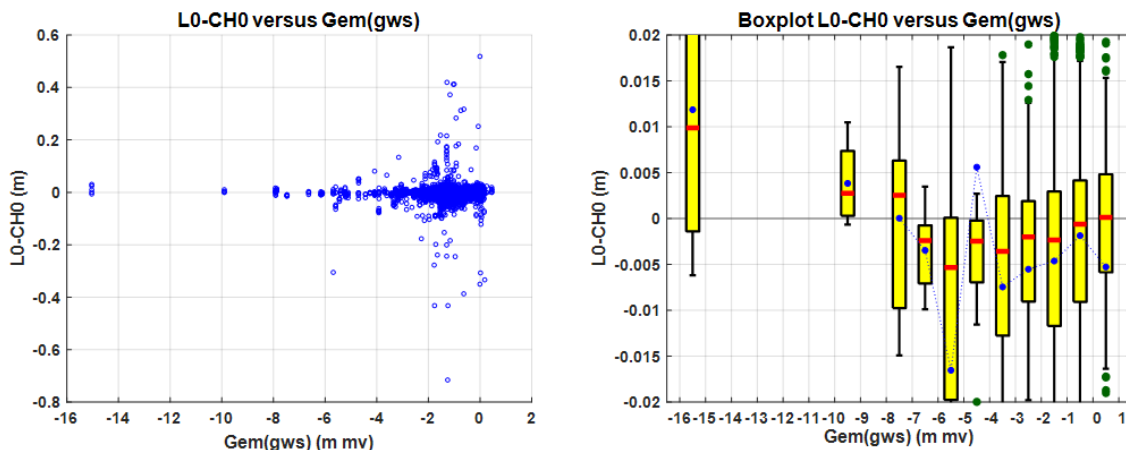 L0-CH0 versus Gem(gws)
0.6
0.4
0.2
0
-0.2
-0.4
-0.6
-0.8
L0-CH0 (m)
-16 -14 -12 -10 -8 -6 -4 -2 0 2
Gem(gws) (m mv)
Boxplot L0-CH0 versus Gem(gws)
0.02
0.015
0.01
0.005
0
-0.005
-0.01
-0.015
-0.02
L0-CH0 (m)
-16 -15 -14 -13 -12 -11 -10 -9 -8 -7 -6 -5 -4 -3 -2 -1 0 1
Gem(gws) (m mv)